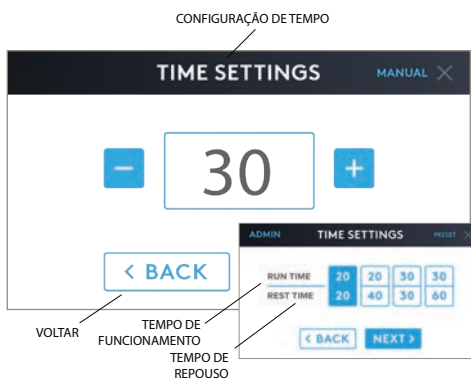 CONFIGURAÇÃO DE TEMPO
TIME SETTINGS
MANUAL
30
< BACK
ADMIN
TIME SETTINGS
PRESET
RUN TIME 20 20 30 30
REST TIME 20 40 30 60
< BACK
NEXT >
VOLTAR
TEMPO DE
FUNCIONAMENTO
TEMPO DE
REPOUSO